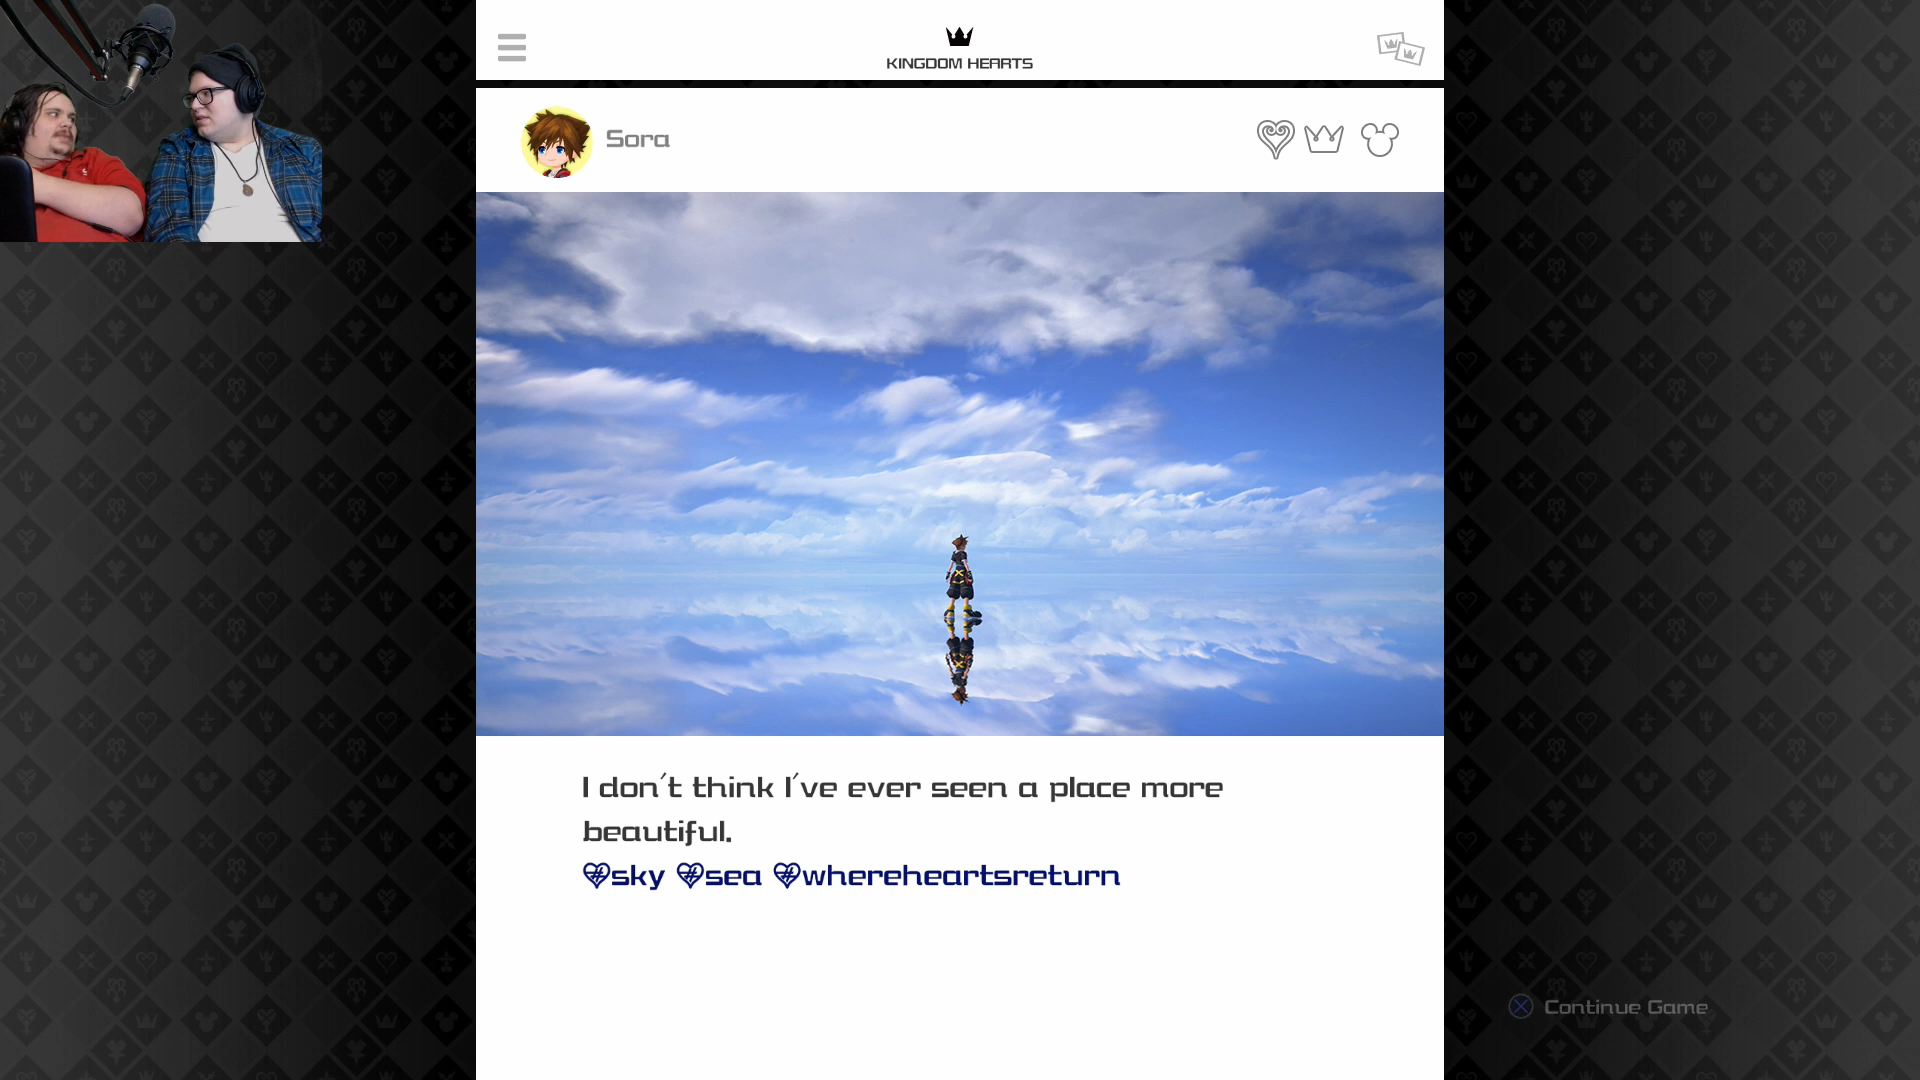 KINGDOM HEARTS
Sora
I don't think I've ever seen a place more
beautiful.
#sky #sea #whereheartsreturn
Continue Game